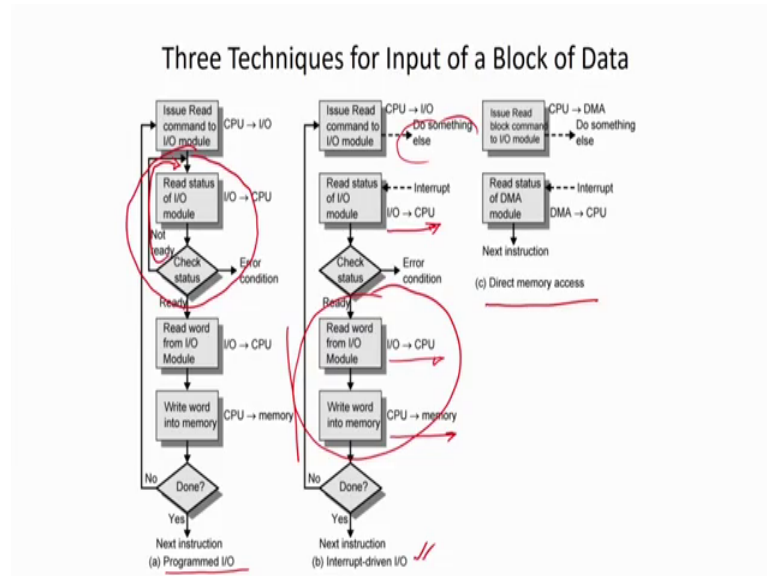 Three Techniques for Input of a Block of Data
Issue Read
command to
I/O module
CPU → I/O
Read status
of I/O
module
I/O → CPU
Not
ready
Check
status
Error
condition
Ready
Read word
from I/O
Module
I/O → CPU
Write word
into memory
CPU → memory
No
Done?
Yes
Next instruction
(a) Programmed I/O
Issue Read
command to
I/O module
CPU → I/O
Do something
else
Read status
of I/O
module
Interrupt
I/O → CPU
Check
status
Error
condition
Ready
Read word
from I/O
Module
I/O → CPU
Write word
into memory
CPU → memory
No
Done?
Yes
Next instruction
(b) Interrupt-driven I/O
Issue Read
block command
to I/O module
CPU → DMA
Do something
else
Read status
of DMA
module
Interrupt
DMA → CPU
Next instruction
(c) Direct memory access